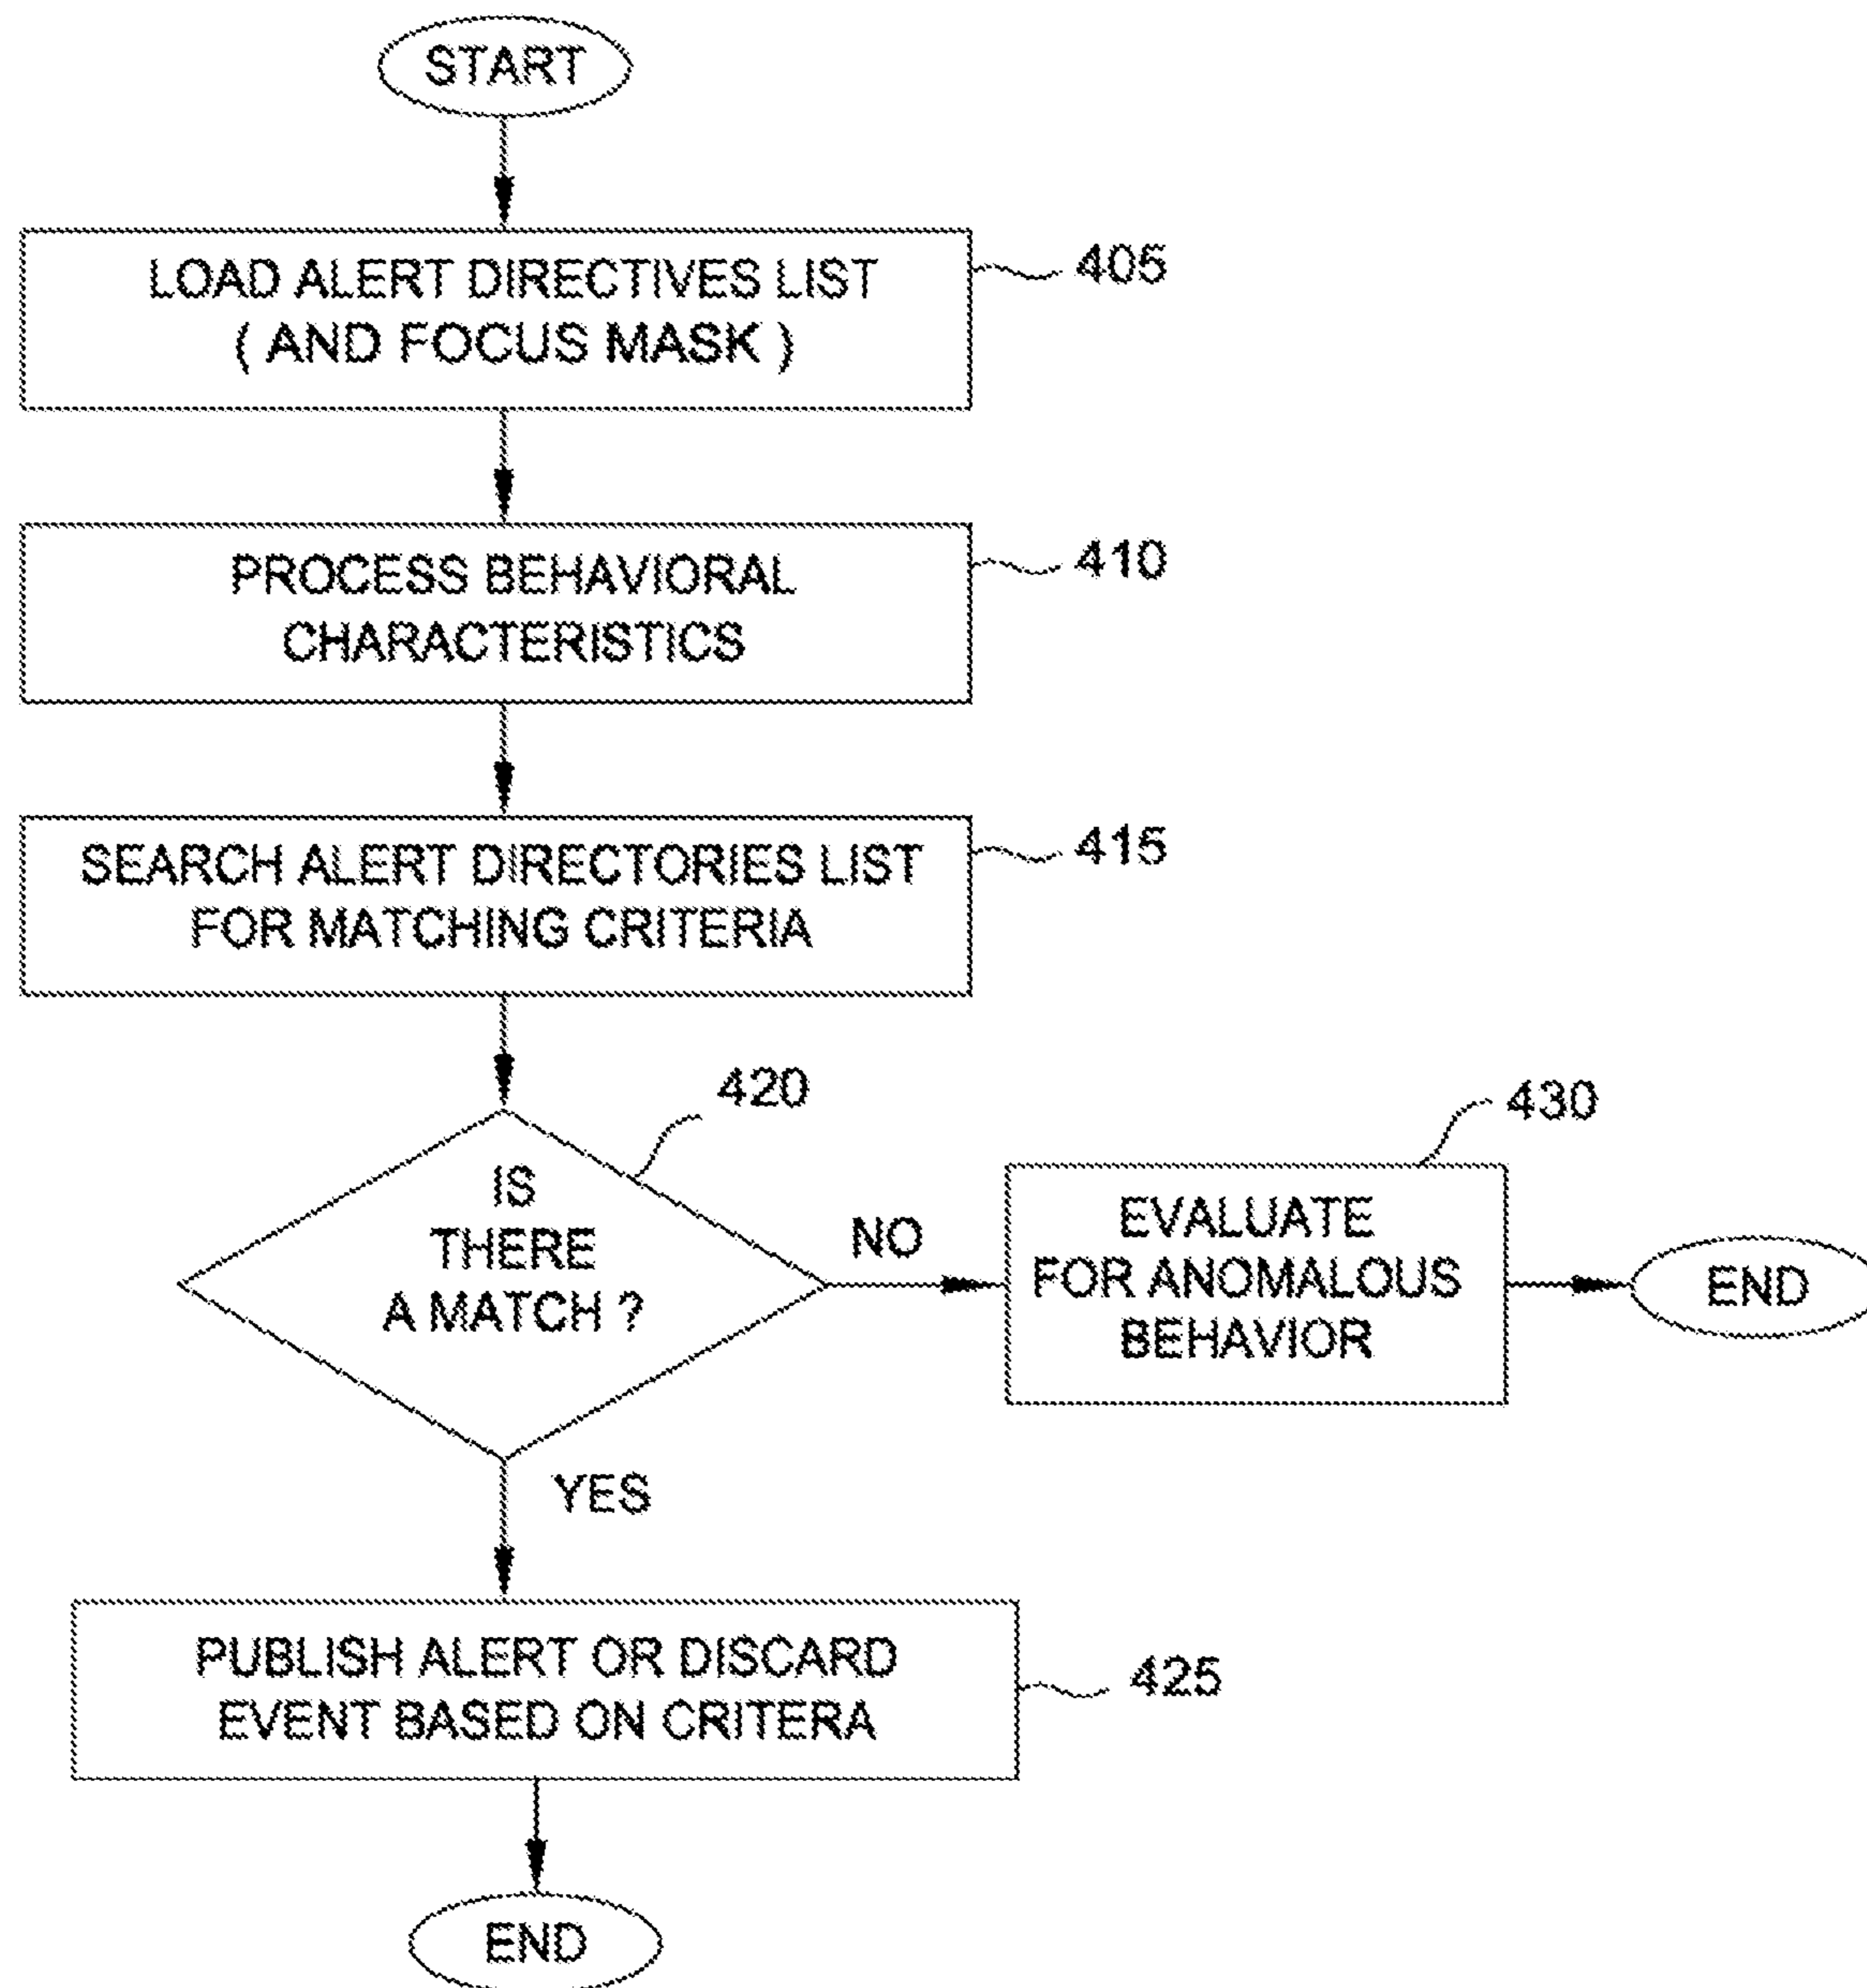 START
LOAD ALERT DIRECTIVES LIST
( AND FOCUS MASK )
405
PROCESS BEHAVIORAL
CHARACTERISTICS
410
SEARCH ALERT DIRECTORIES LIST
FOR MATCHING CRITERIA
415
IS
THERE
A MATCH ?
420
NO
EVALUATE
FOR ANOMALOUS
BEHAVIOR
430
END
YES
PUBLISH ALERT OR DISCARD
EVENT BASED ON CRITERA
425
END